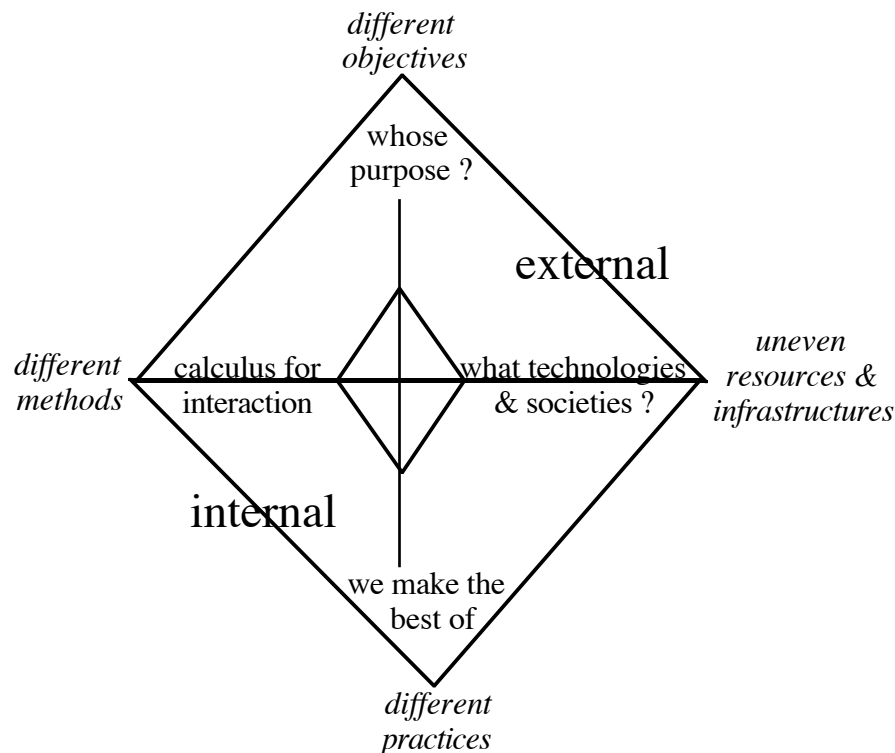 different
objectives
whose
purpose ?
external
different
methods
calculus for
interaction
what technologies
& societies ?
uneven
resources &
infrastructures
internal
we make the
best of
different
practices